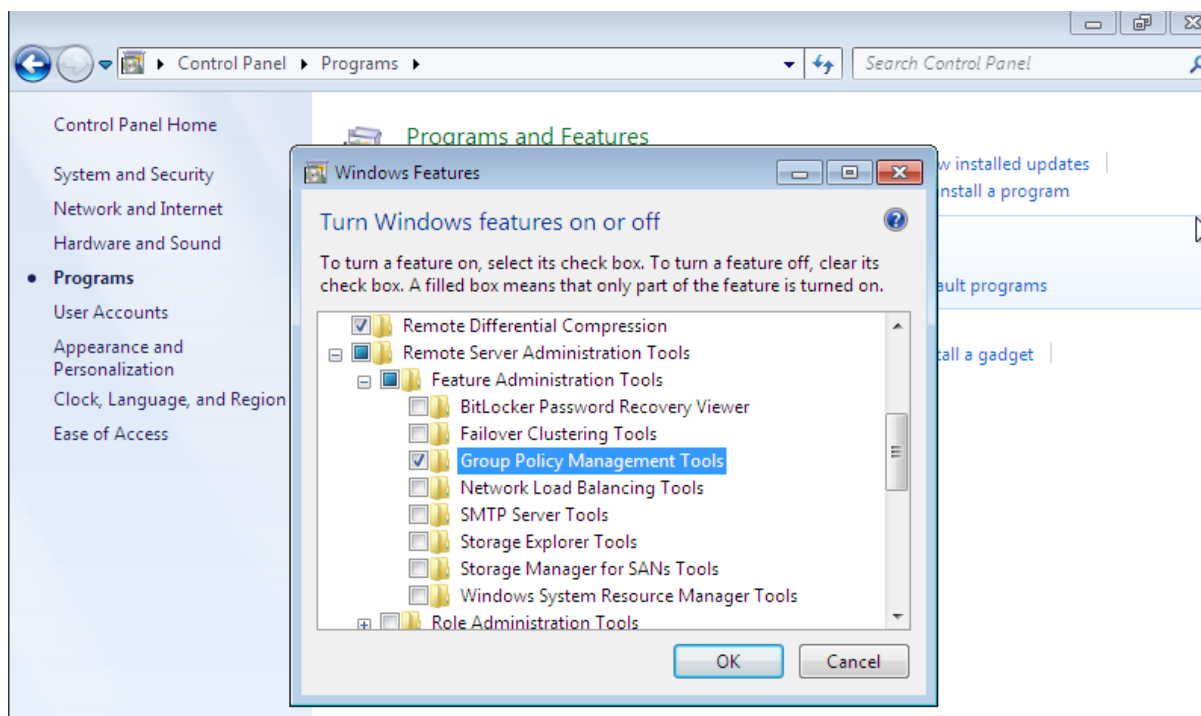 Control Panel
Programs
Search Control Panel
Control Panel Home
System and Security
Network and Internet
Hardware and Sound
Programs
User Accounts
Appearance and
Personalization
Clock, Language, and Region
Ease of Access
Programs and Features
installed updates
a program
programs
a gadget
Windows Features
Turn Windows features on or off
To turn a feature on, select its check box. To turn a feature off, clear its
check box. A filled box means that only part of the feature is turned on.
Remote Differential Compression
Remote Server Administration Tools
Feature Administration Tools
BitLocker Password Recovery Viewer
Failover Clustering Tools
Group Policy Management Tools
Network Load Balancing Tools
SMTP Server Tools
Storage Explorer Tools
Storage Manager for SANs Tools
Windows System Resource Manager Tools
Role Administration Tools
OK
Cancel